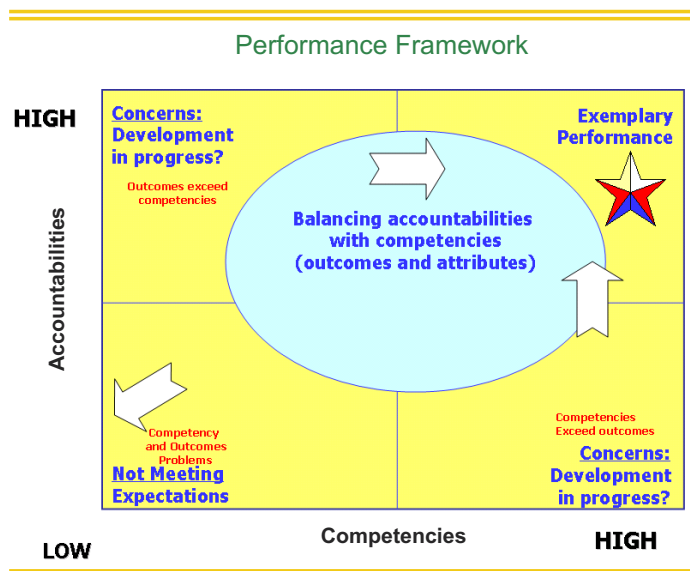 Performance Framework
HIGH
Concerns:
Development
in progress?
Outcomes exceed
competencies
Exemplary
Performance
Balancing accountabilities
with competencies
(outcomes and attributes)
Accountabilities
Competency
and Outcomes
Problems
Not Meeting
Expectations
Competencies
Exceed outcomes
Concerns:
Development
in progress?
LOW
Competencies
HIGH